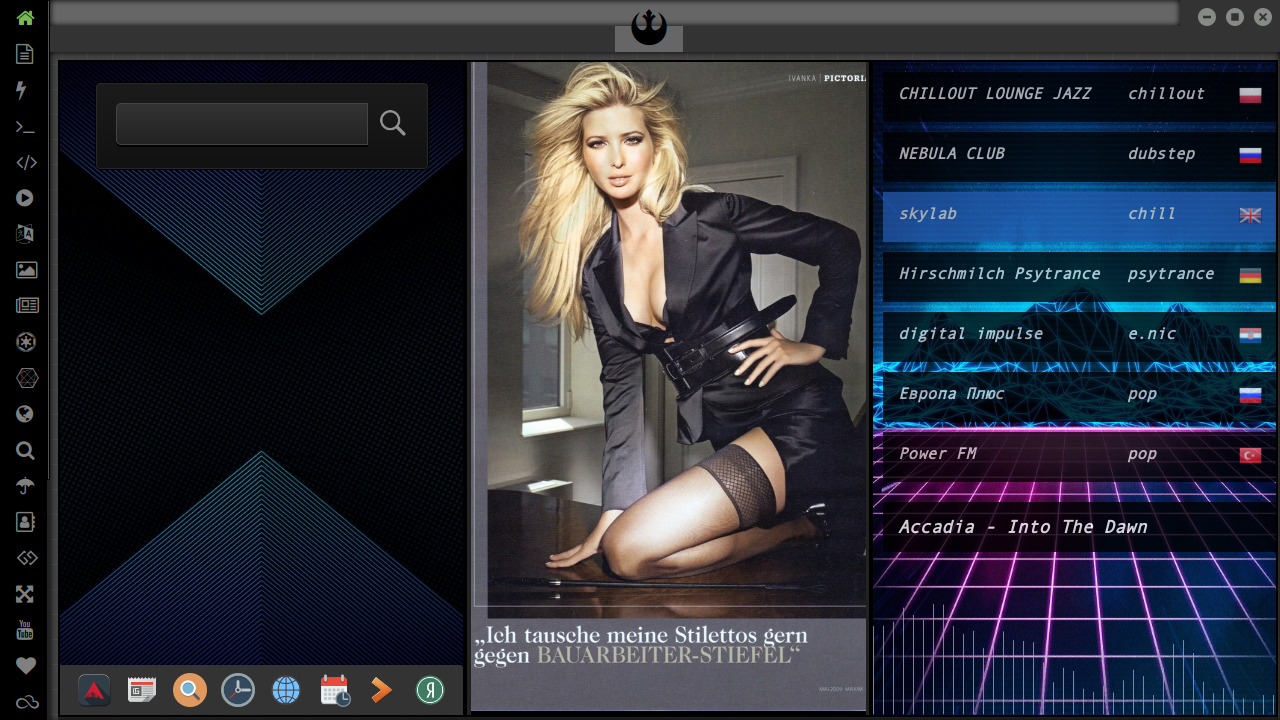 IVANKA | PICTORIA
„Ich tausche meine Stilettos gern
gegen BAUARBEITER-STIEFEL“
CHILLOUT LOUNGE JAZZ chillout
NEBULA CLUB dubstep
skylab chill
Hirschmilch Psytrance psytrance
digital impulse e.nic
Европа Плюс pop
Power FM pop
Accadia - Into The Dawn
You
Tube
Я